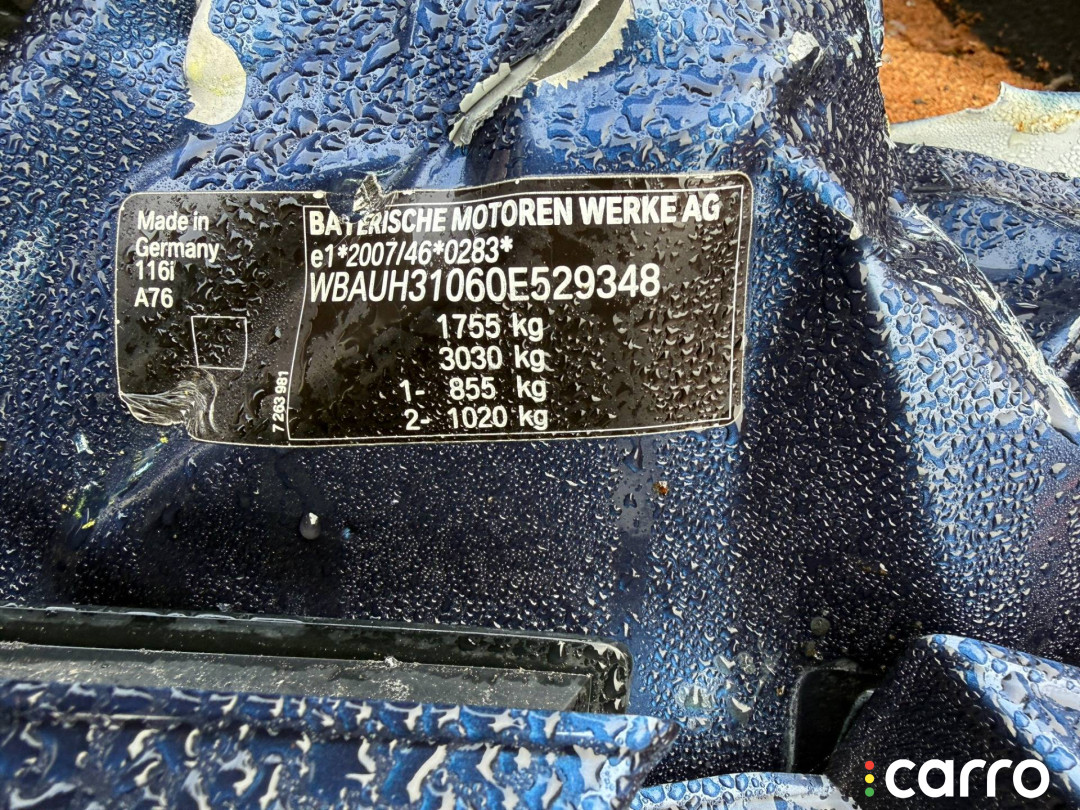 Made in
Germany
116i
A76
7 263 981
BAYERISCHE MOTOREN WERKE AG
e1*2007/46*0283*
WBAUH31060E529348
1755 kg
3030 kg
1- 855 kg
2- 1020 kg
carro